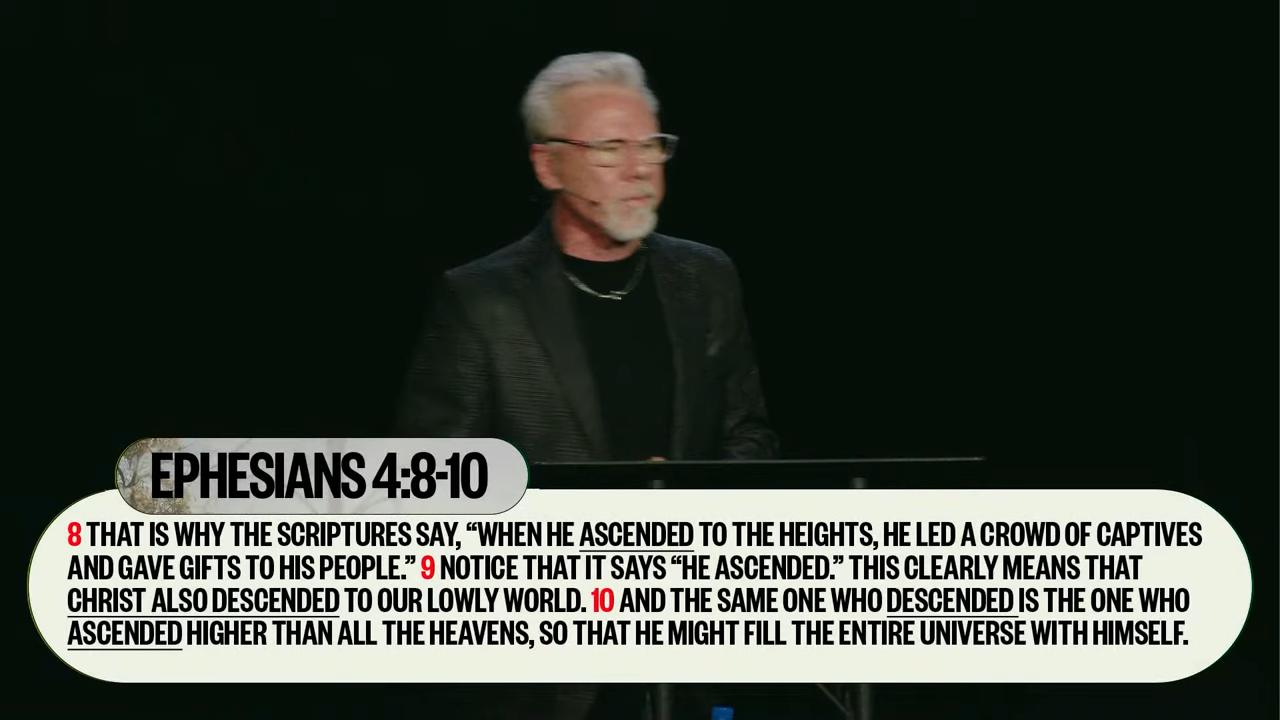 EPHESIANS 4:8-10
8 THAT IS WHY THE SCRIPTURES SAY, “WHEN HE ASCENDED TO THE HEIGHTS, HE LED A CROWD OF CAPTIVES
AND GAVE GIFTS TO HIS PEOPLE.” 9 NOTICE THAT IT SAYS “HE ASCENDED.” THIS CLEARLY MEANS THAT
CHRIST ALSO DESCENDED TO OUR LOWLY WORLD. 10 AND THE SAME ONE WHO DESCENDED IS THE ONE WHO
ASCENDED HIGHER THAN ALL THE HEAVENS, SO THAT HE MIGHT FILL THE ENTIRE UNIVERSE WITH HIMSELF.